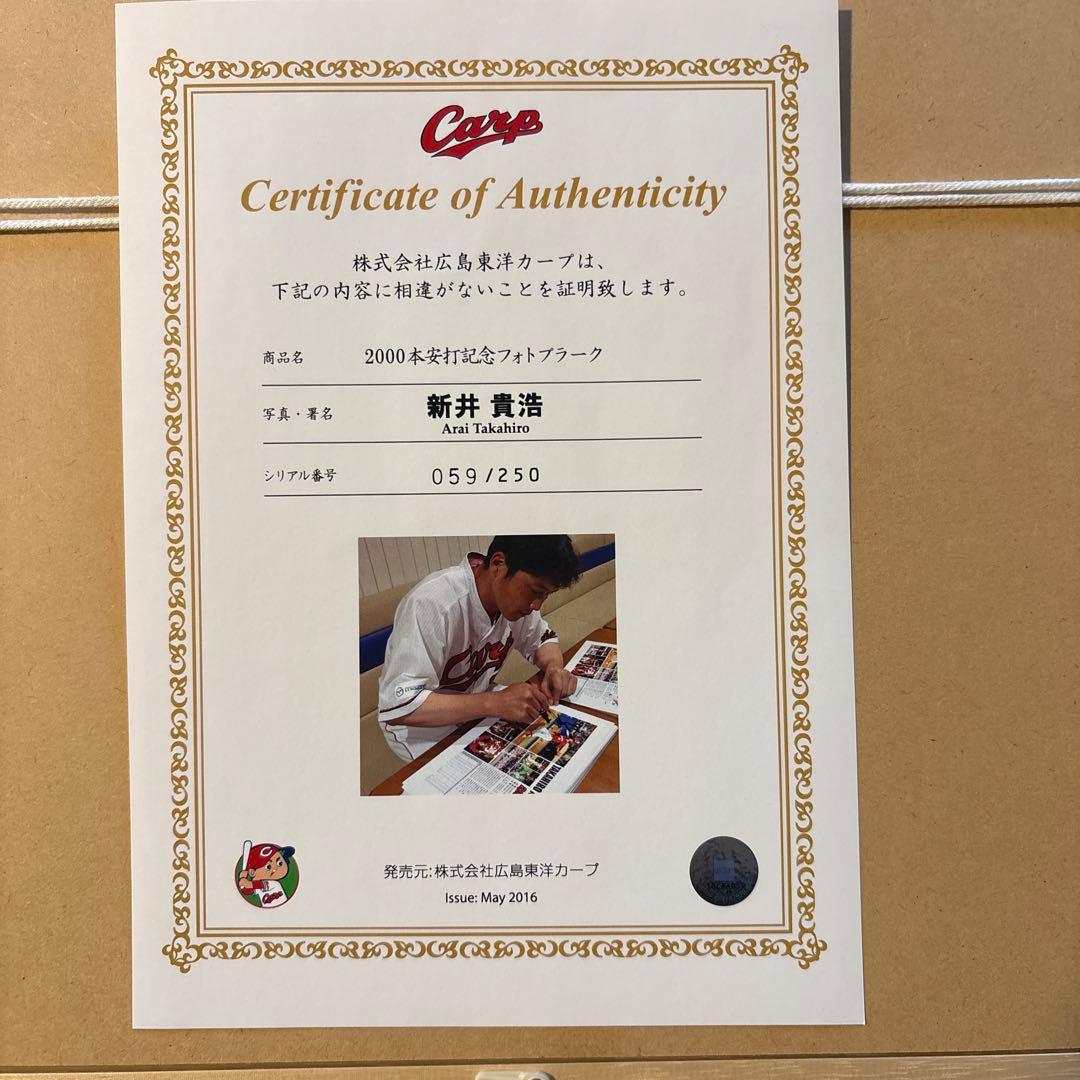 Carp
Certificate of Authenticity
株式会社広島東洋カープは、
下記の内容に相違がないことを証明致します。
商品名 2000本安打記念フォトプラーク
写真・署名 新井 貴浩
Arai Takahiro
シリアル番号 059/250
Carp
TAKAHIRO
Carp
発売元:株式会社広島東洋カープ
Issue: May 2016